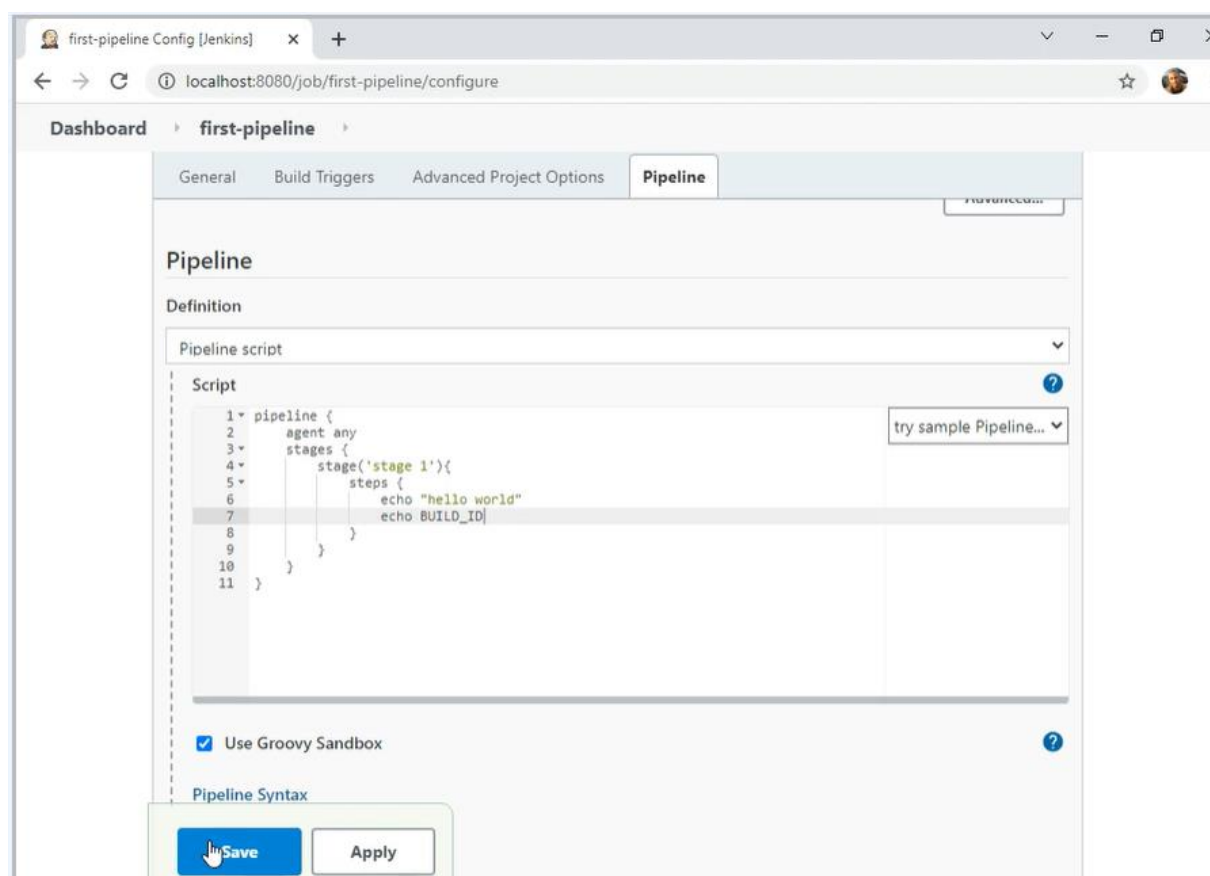 first-pipeline Config [Jenkins]
localhost:8080/job/first-pipeline/configure
Dashboard first-pipeline
General Build Triggers Advanced Project Options Pipeline
Advanced...
Pipeline
Definition
Pipeline script
Script
try sample Pipeline...
1 pipeline {
2 agent any
3 stages {
4 stage('stage 1'){
5 steps {
6 echo "hello world"
7 echo BUILD_ID
8 }
9 }
10 }
11 }
Use Groovy Sandbox
Pipeline Syntax
Save Apply